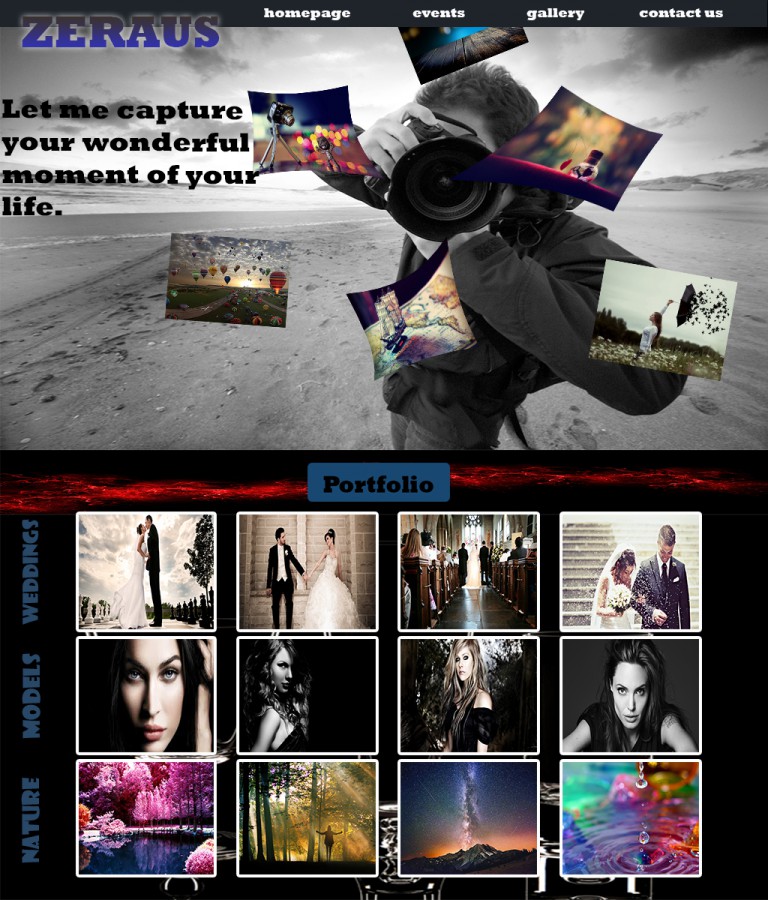 homepage events gallery contact us
ZERAUS
Let me capture
your wonderful
moment of your
life.
Portfolio
WEDDINGS
MODELS
NATURE